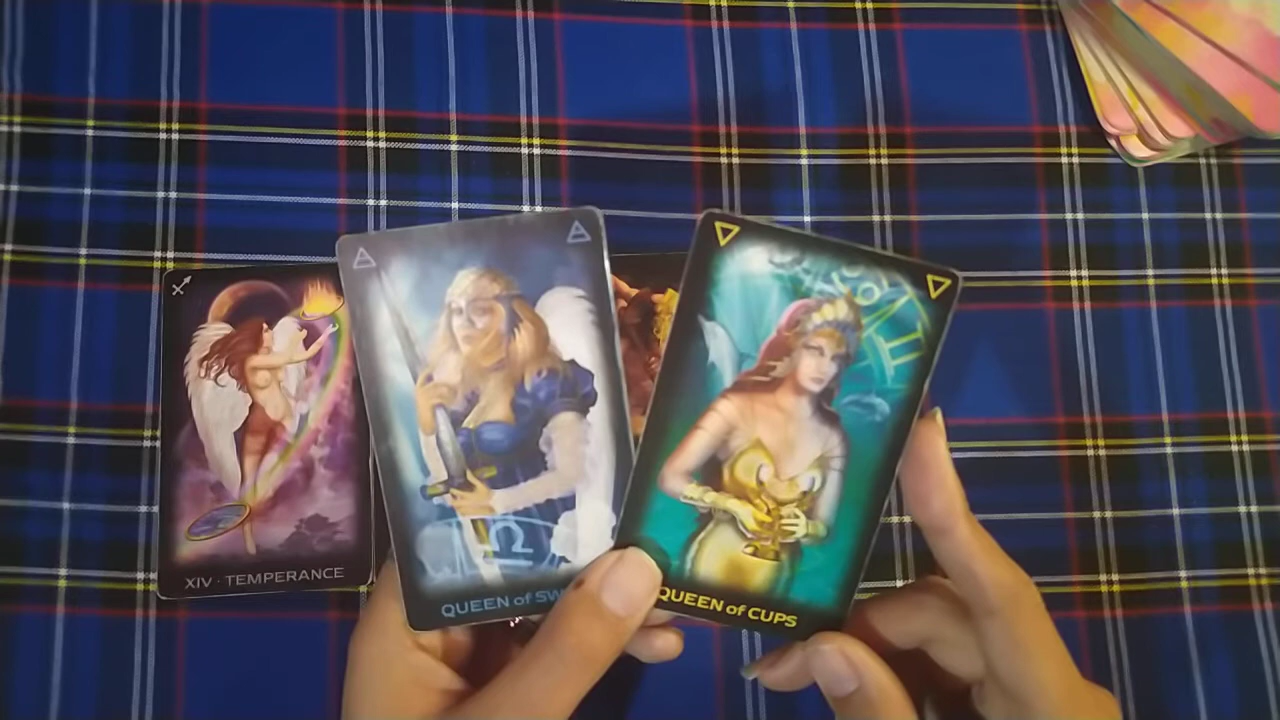 XIV · TEMPERANCE
QUEEN of SW
QUEEN of CUPS